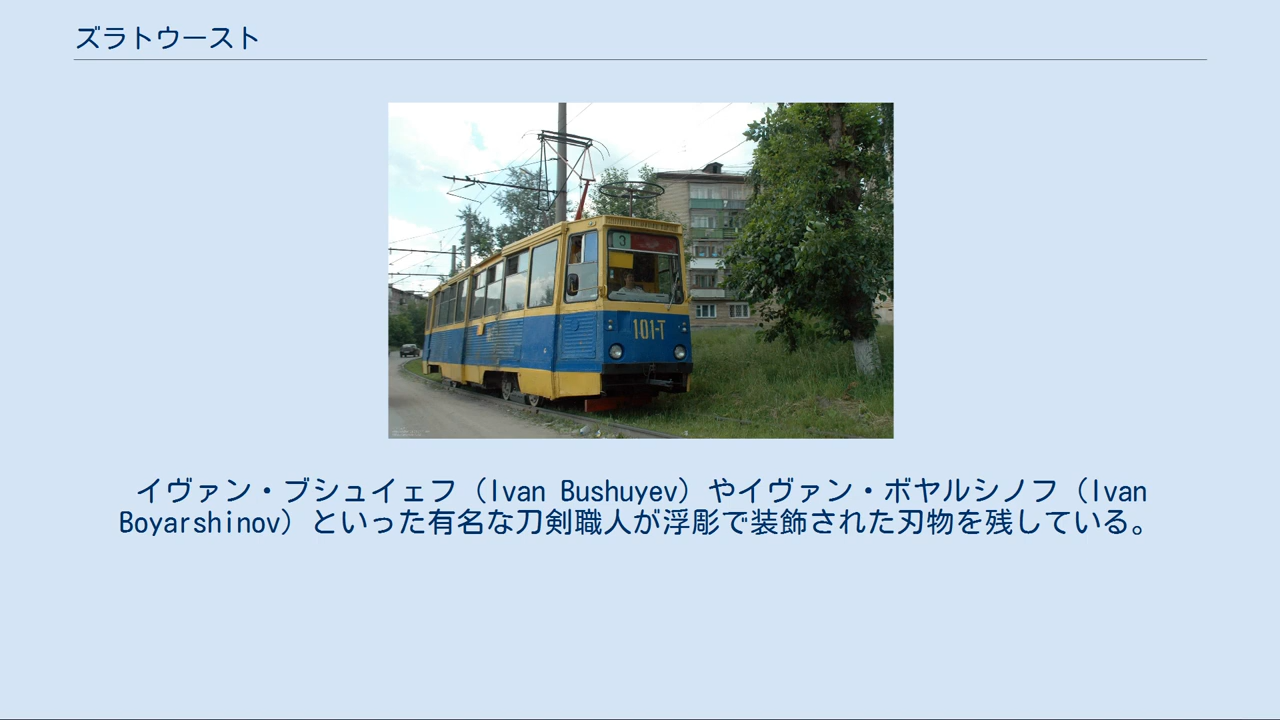 ズラトウースト
3
101-T
イヴァン・ブシュイェフ（Ivan Bushuyev）やイヴァン・ボヤルシノフ（Ivan
Boyarshinov）といった有名な刀剣職人が浮彫で装飾された刃物を残している。